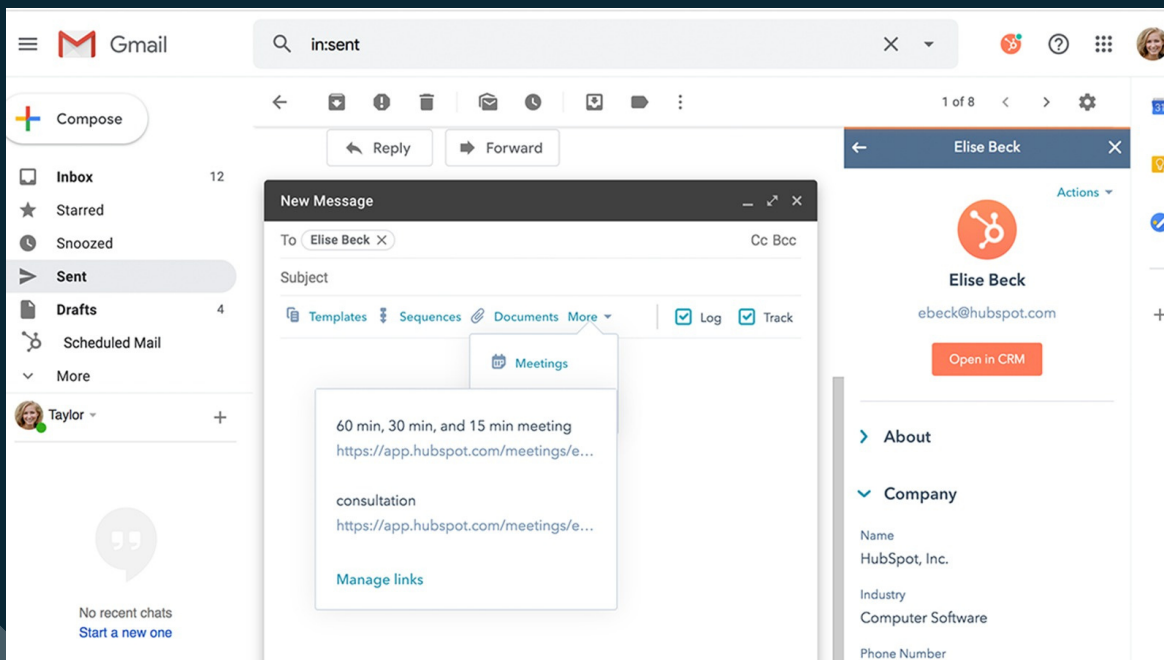 Gmail
in:sent
Compose
1 of 8
31
Reply
Forward
Inbox 12
Starred
Snoozed
Sent
Drafts 4
Scheduled Mail
More
Taylor
No recent chats
Start a new one
New Message
To Elise Beck
Cc Bcc
Subject
Templates Sequences Documents More Log Track
Meetings
60 min, 30 min, and 15 min meeting
https://app.hubspot.com/meetings/e...
consultation
https://app.hubspot.com/meetings/e...
Manage links
Elise Beck
Actions
Elise Beck
ebeck@hubspot.com
Open in CRM
About
Company
Name
HubSpot, Inc.
Industry
Computer Software
Phone Number